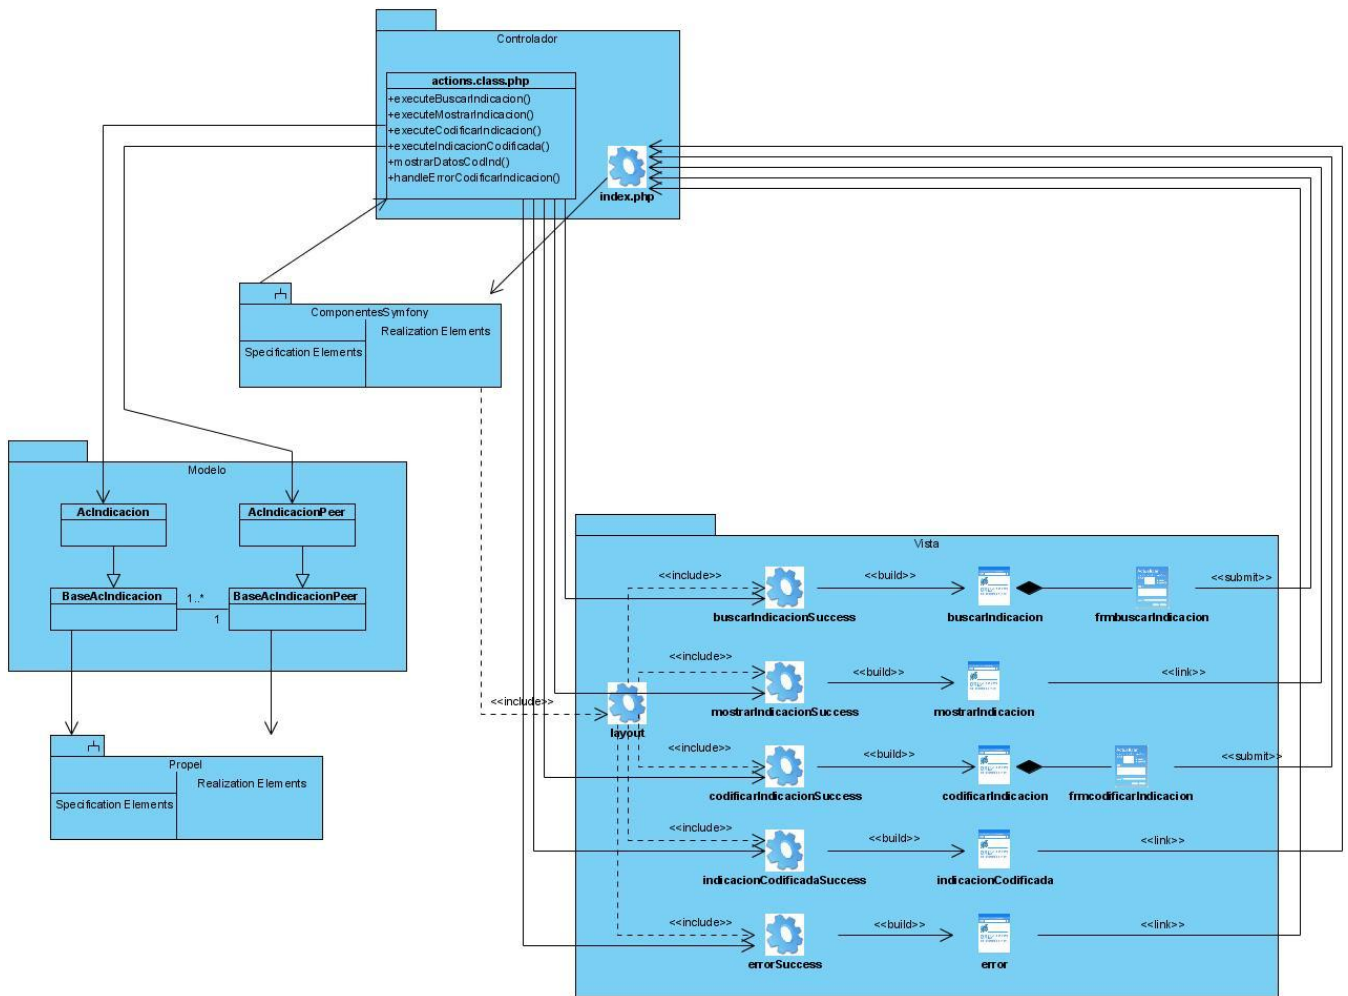 Controlador
actions.class.php
+executeBuscarIndicacion()
+executeMostrarIndicacion()
+executeCodificarIndicacion()
+executeIndicacionCodificada()
+mostrarDatosCodInd()
+handleErrorCodificarIndicacion()
index.php
ComponentesSymfony
Realization Elements
Specification Elements
Modelo
AcIndicacion
AcIndicacionPeer
BaseAcIndicacion
1..*
1
BaseAcIndicacionPeer
Propel
Realization Elements
Specification Elements
Vista
<<include>>
<<build>>
<<submit>>
buscarIndicacionSuccess
buscarIndicacion
frmbuscarIndicacion
<<include>>
<<build>>
<<link>>
mostrarIndicacionSuccess
mostrarIndicacion
<<include>>
layout
<<include>>
<<build>>
<<submit>>
codificarIndicacionSuccess
codificarIndicacion
frmcodificarIndicacion
<<include>>
<<build>>
<<link>>
indicacionCodificadaSuccess
indicacionCodificada
<<include>>
<<build>>
<<link>>
errorSuccess
error